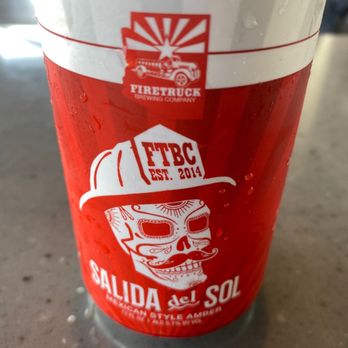 FIRETRUCK
BREWING COMPANY
FTBC
EST. 2014
SALIDA del SOL
MEXICAN STYLE AMBER